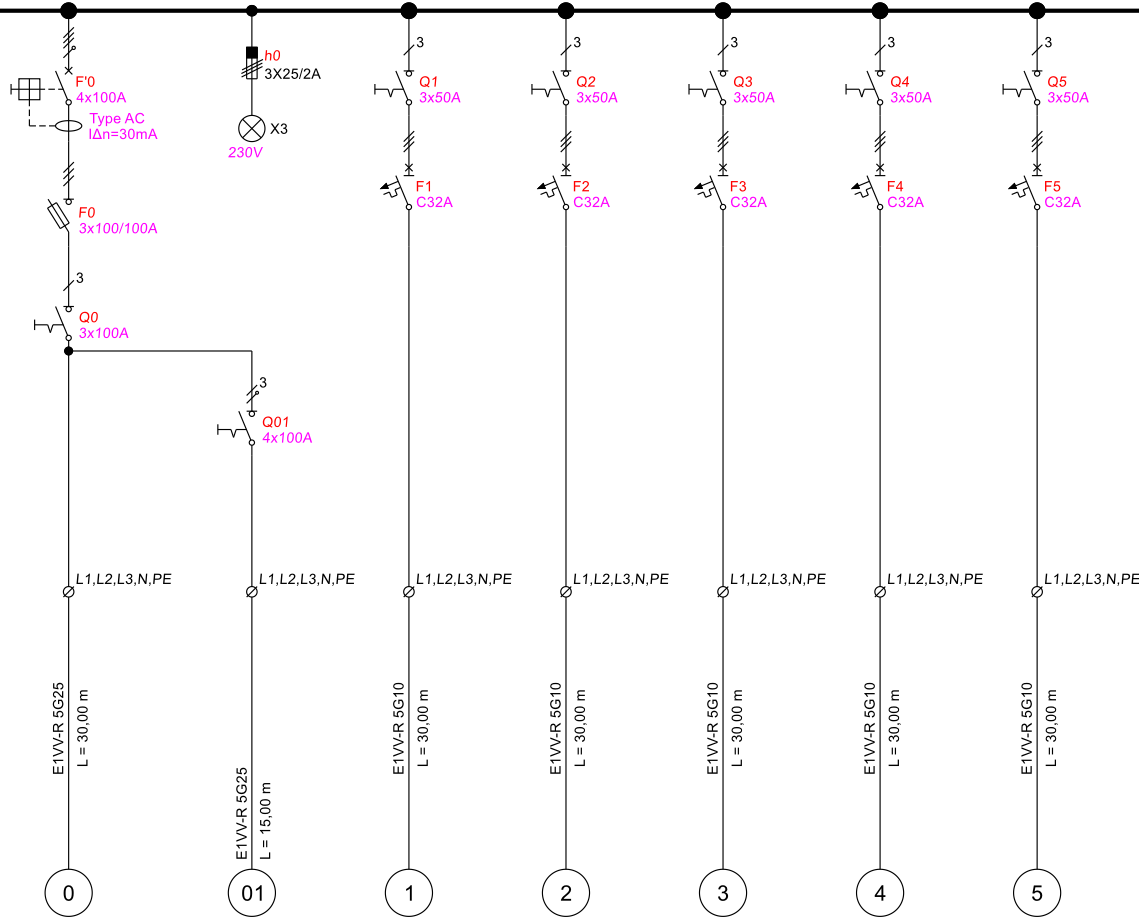 F'0
4x100A
Type AC
IΔn=30mA
F0
3x100/100A
3
Q0
3x100A
L1,L2,L3,N,PE
E1VV-R 5G25
L = 30,00 m
0
h0
3X25/2A
X3
230V
3
Q01
4x100A
L1,L2,L3,N,PE
E1VV-R 5G25
L = 15,00 m
01
3
Q1
3x50A
F1
C32A
L1,L2,L3,N,PE
E1VV-R 5G10
L = 30,00 m
1
3
Q2
3x50A
F2
C32A
L1,L2,L3,N,PE
E1VV-R 5G10
L = 30,00 m
2
3
Q3
3x50A
F3
C32A
L1,L2,L3,N,PE
E1VV-R 5G10
L = 30,00 m
3
3
Q4
3x50A
F4
C32A
L1,L2,L3,N,PE
E1VV-R 5G10
L = 30,00 m
4
3
Q5
3x50A
F5
C32A
L1,L2,L3,N,PE
E1VV-R 5G10
L = 30,00 m
5